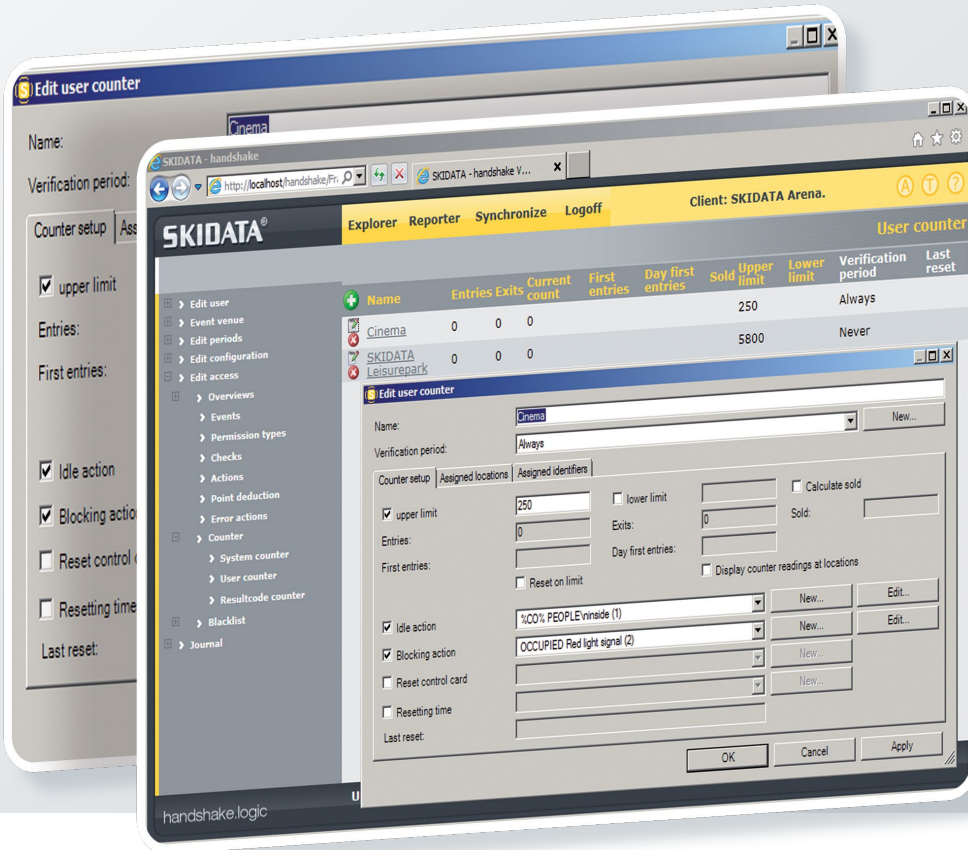 Edit user counter
Name:
Cinema
Verification period:
Counter setup
upper limit
Entries:
First entries:
Idle action
Blocking actio
Reset control
Resetting time
Last reset:
SKIDATA - handshake
http://localhost/handshake/Fr
SKIDATA - handshake V...
SKIDATA®
Explorer Reporter Synchronize Logoff
Client: SKIDATA Arena.
A T ?
User counter
Edit user
Event venue
Edit periods
Edit configuration
Edit access
Overviews
Events
Permission types
Checks
Actions
Point deduction
Error actions
Counter
System counter
User counter
Resultcode counter
Blacklist
Journal
handshake.logic
Name Entries Exits Current count First entries Day first entries Sold Upper limit Lower limit Verification period Last reset
Cinema 0 0 0 250 Always
SKIDATA Leisurepark 0 0 0 5800 Never
Edit user counter
Name: Cinema
Verification period: Always New...
Counter setup Assigned locations Assigned identifiers
upper limit 250 lower limit Calculate sold
Entries: 0 Exits: 0 Sold:
First entries: Day first entries:
Reset on limit Display counter readings at locations
Idle action %CO% PEOPLE\ninside (1) New... Edit...
Blocking action OCCUPIED Red light signal (2) New... Edit...
Reset control card New...
Resetting time New...
Last reset:
OK Cancel Apply